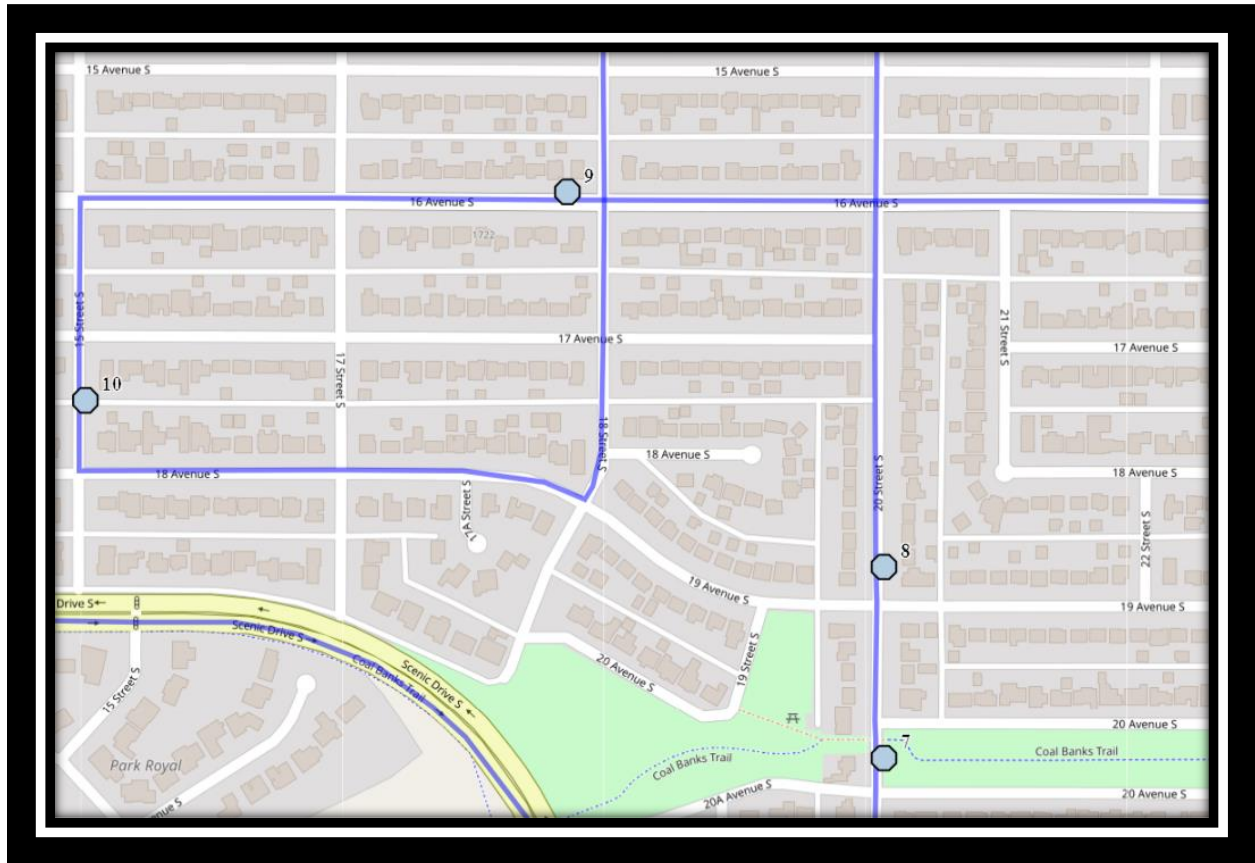 15 Avenue S
15 Avenue S
9
16 Avenue S
16 Avenue S
1722
15 Street S
21 Street S
17 Avenue S
17 Avenue S
17 Street S
10
18 Street S
18 Avenue S
20 Street S
18 Avenue S
18 Avenue S
17A Street S
22 Street S
8
19 Avenue S
19 Avenue S
Drive S
Scenic Drive S
Coal Banks Trail
Scenic Drive S
20 Avenue S
19 Street S
15 Street S
20 Avenue S
7
Coal Banks Trail
Coal Banks Trail
Park Royal
20A Avenue S
20 Avenue S
enue S